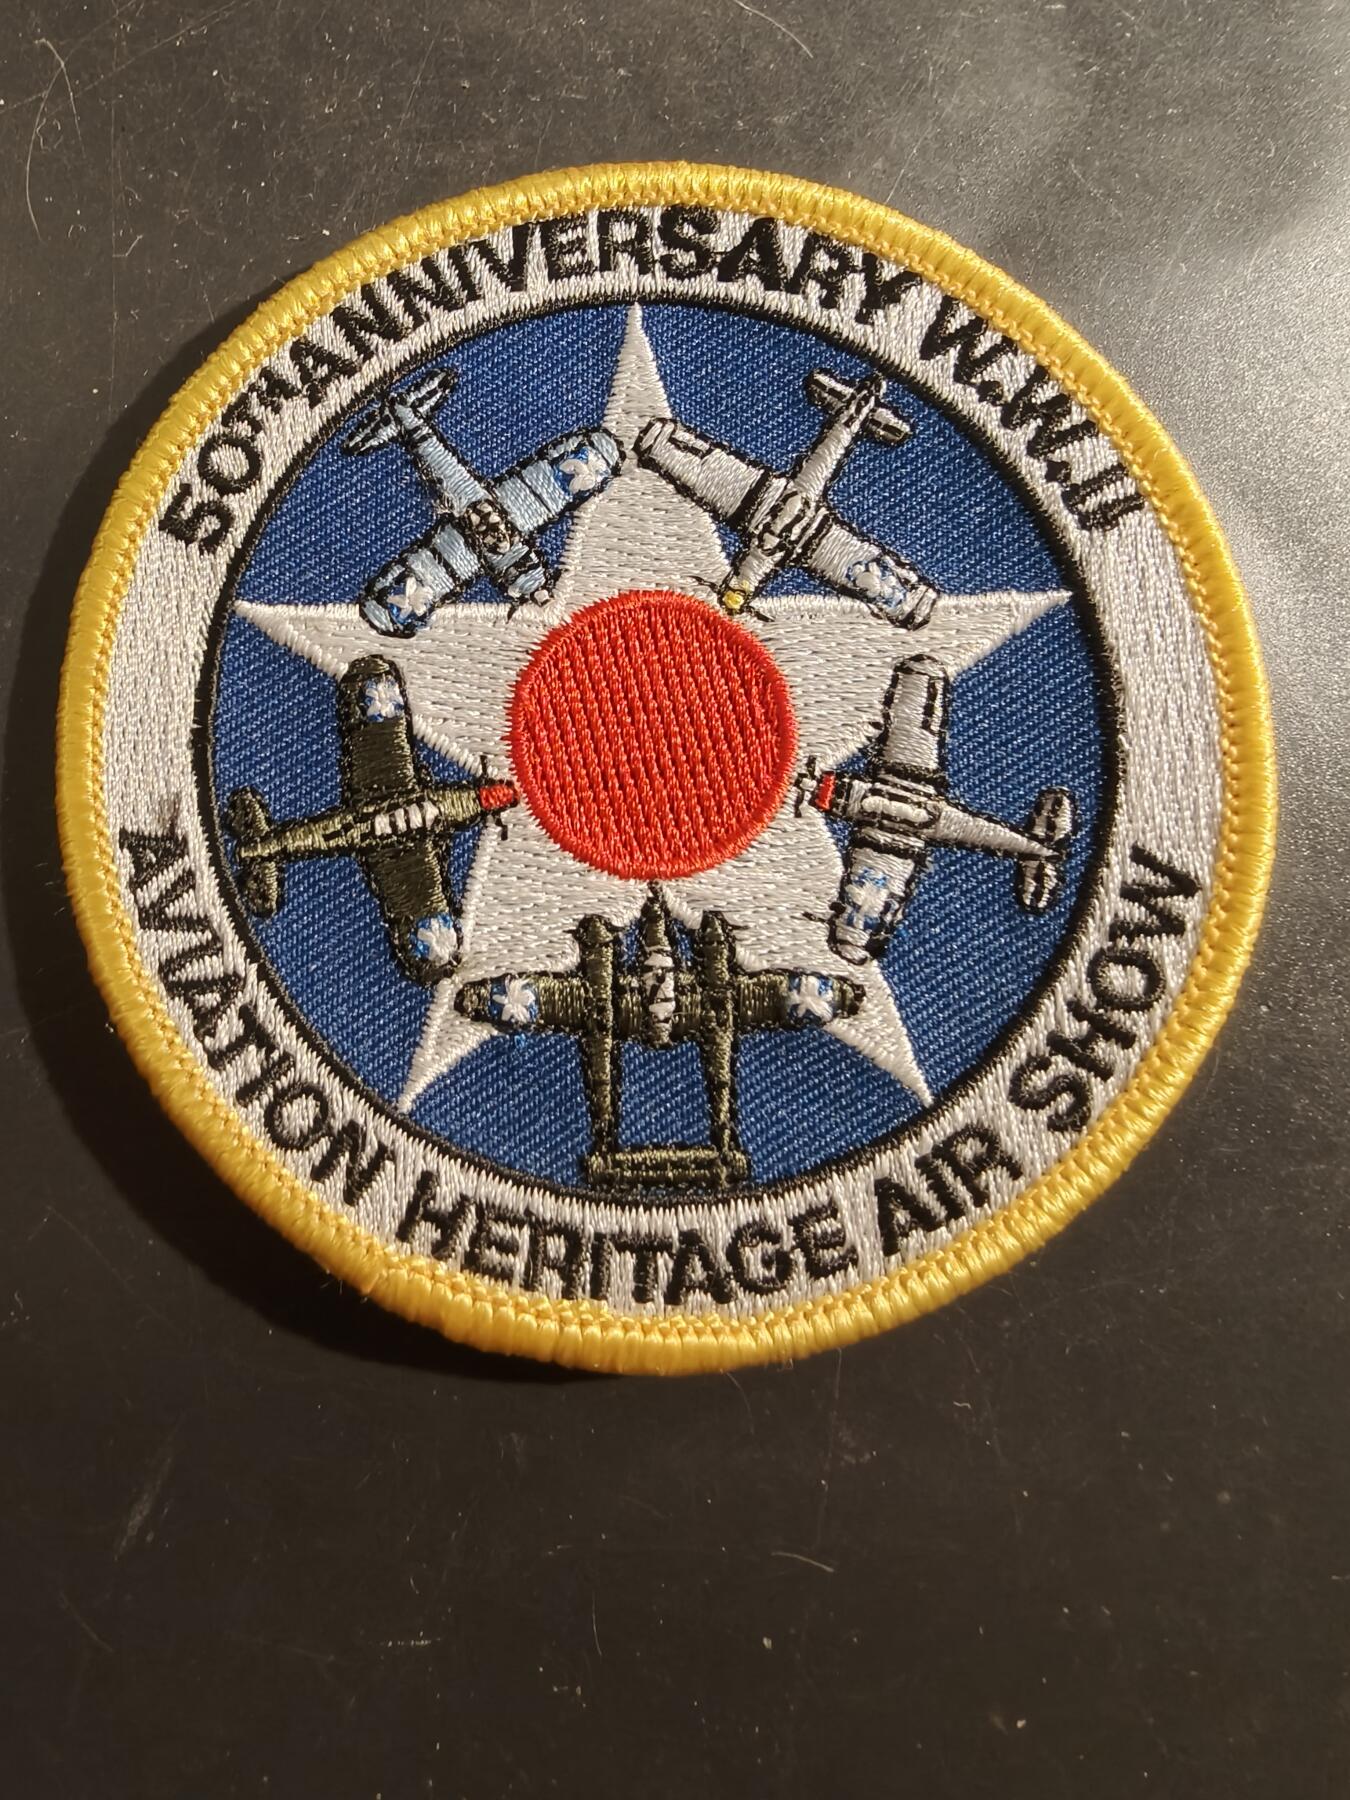 50TH ANNIVERSARY W.W.II
AVIATION HERITAGE AIR SHOW